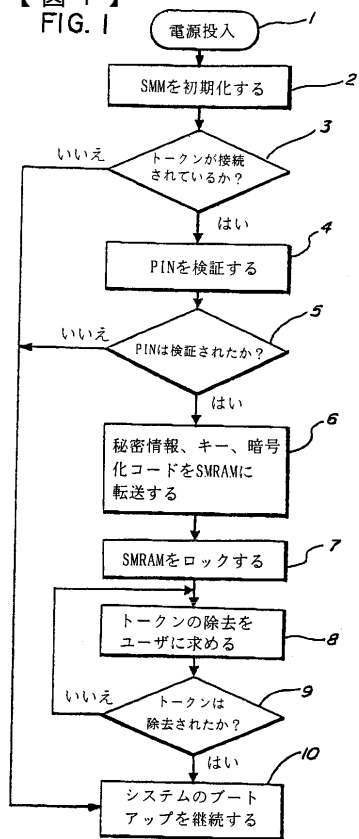 【図1】
FIG. 1
電源投入
1
SMMを初期化する
2
トークンが接続
されているか?
3
いいえ
はい
PINを検証する
4
PINは検証されたか?
5
いいえ
はい
秘密情報、キー、暗号
化コードをSMRAMに
転送する
6
SMRAMをロックする
7
トークンの除去を
ユーザに求める
8
トークンは
除去されたか?
9
いいえ
はい
システムのブート
アップを継続する
10